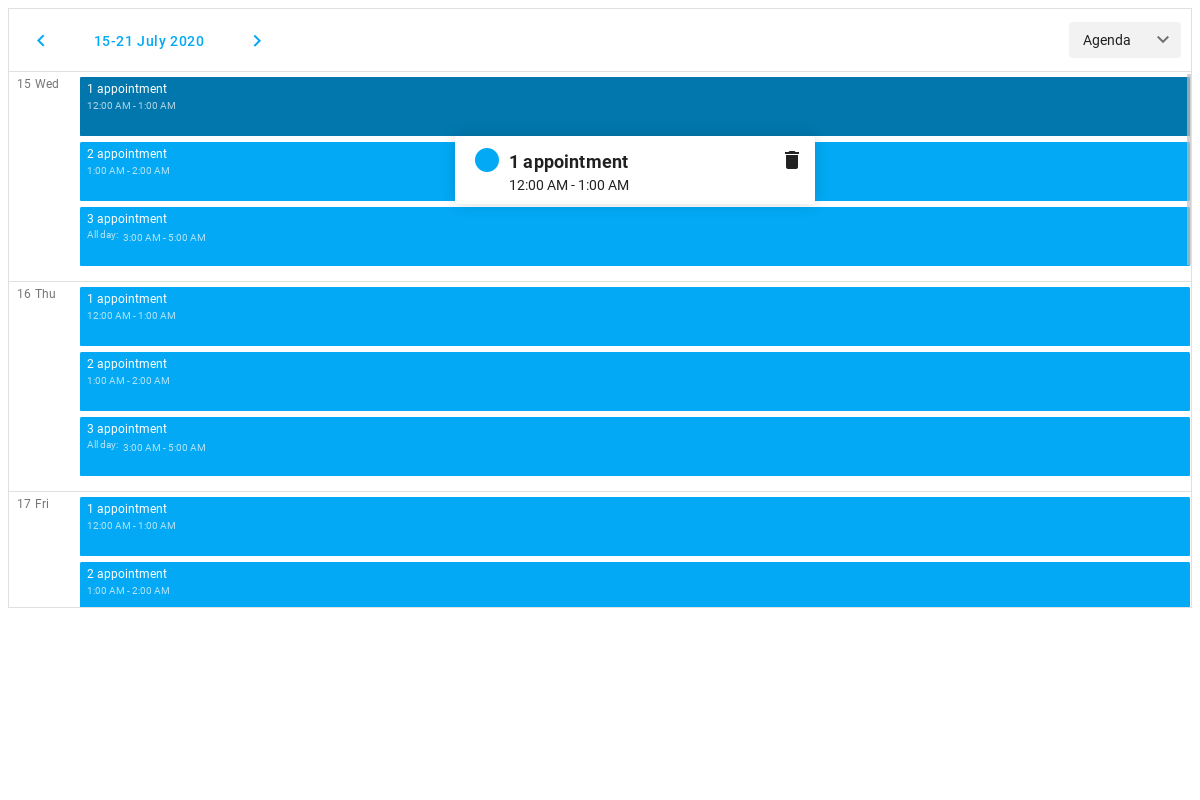 15-21 July 2020
Agenda
15 Wed
1 appointment
12:00 AM - 1:00 AM
2 appointment
1:00 AM - 2:00 AM
1 appointment
12:00 AM - 1:00 AM
3 appointment
All day: 3:00 AM - 5:00 AM
16 Thu
1 appointment
12:00 AM - 1:00 AM
2 appointment
1:00 AM - 2:00 AM
3 appointment
All day: 3:00 AM - 5:00 AM
17 Fri
1 appointment
12:00 AM - 1:00 AM
2 appointment
1:00 AM - 2:00 AM